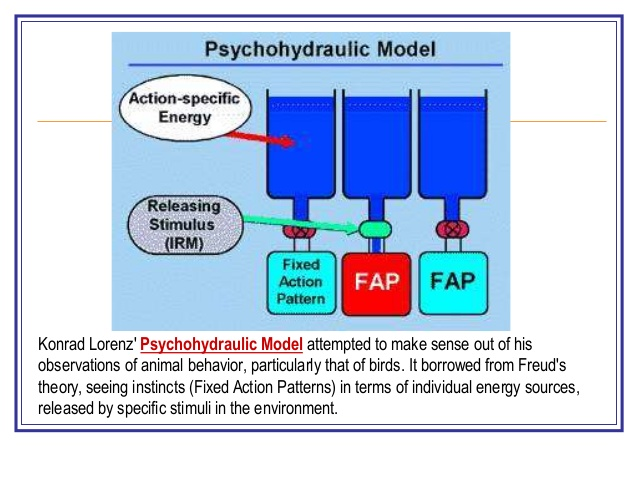 Psychohydraulic Model
Action-specific
Energy
Releasing
Stimulus
(IRM)
Fixed
Action
Pattern
FAP
FAP
Konrad Lorenz' Psychohydraulic Model attempted to make sense out of his
observations of animal behavior, particularly that of birds. It borrowed from Freud's
theory, seeing instincts (Fixed Action Patterns) in terms of individual energy sources,
released by specific stimuli in the environment.